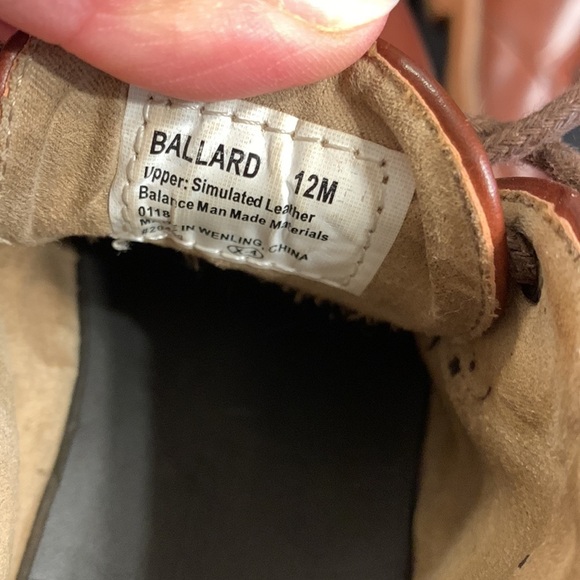 BALLARD 12M
Upper: Simulated Leather
Balance Man Made Materials
0118
IN WENLING, CHINA